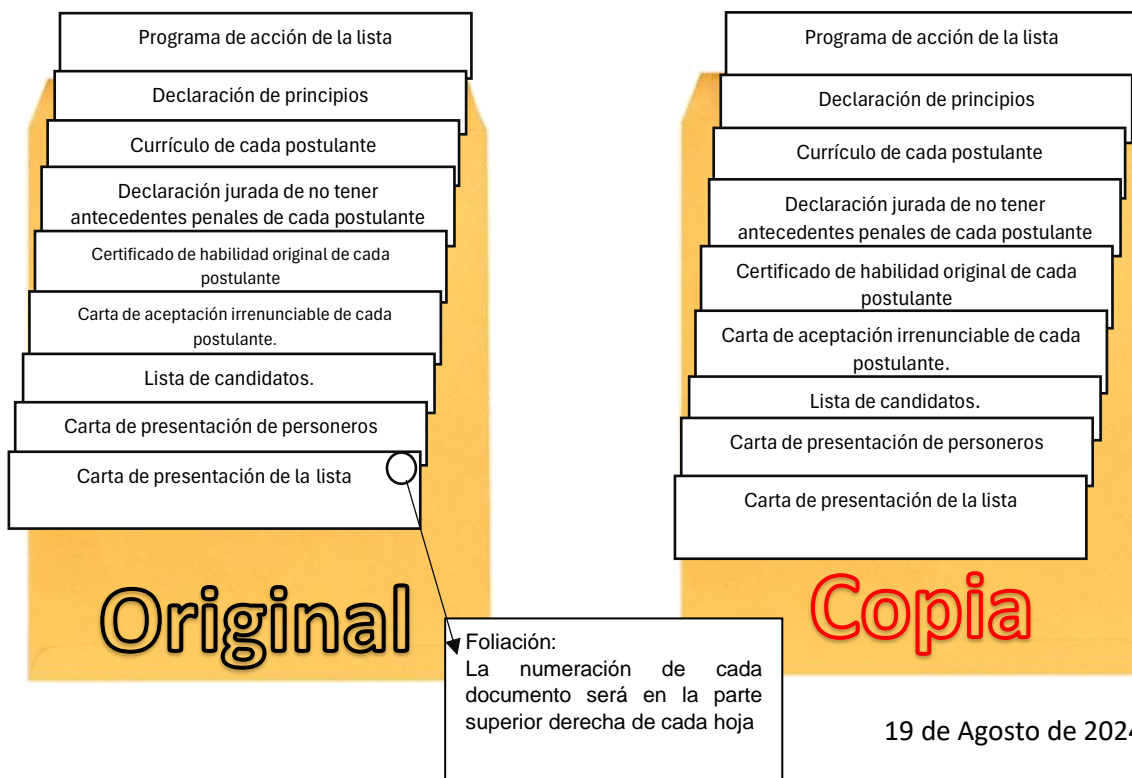 Programa de acción de la lista
Declaración de principios
Currículo de cada postulante
Declaración jurada de no tener
antecedentes penales de cada postulante
Certificado de habilidad original de cada
postulante
Carta de aceptación irrenunciable de cada
postulante.
Lista de candidatos.
Carta de presentación de personeros
Carta de presentación de la lista
Original
Programa de acción de la lista
Declaración de principios
Currículo de cada postulante
Declaración jurada de no tener
antecedentes penales de cada postulante
Certificado de habilidad original de cada
postulante
Carta de aceptación irrenunciable de cada
postulante.
Lista de candidatos.
Carta de presentación de personeros
Carta de presentación de la lista
Copia
Foliación:
La numeración de cada
documento será en la parte
superior derecha de cada hoja
19 de Agosto de 2024